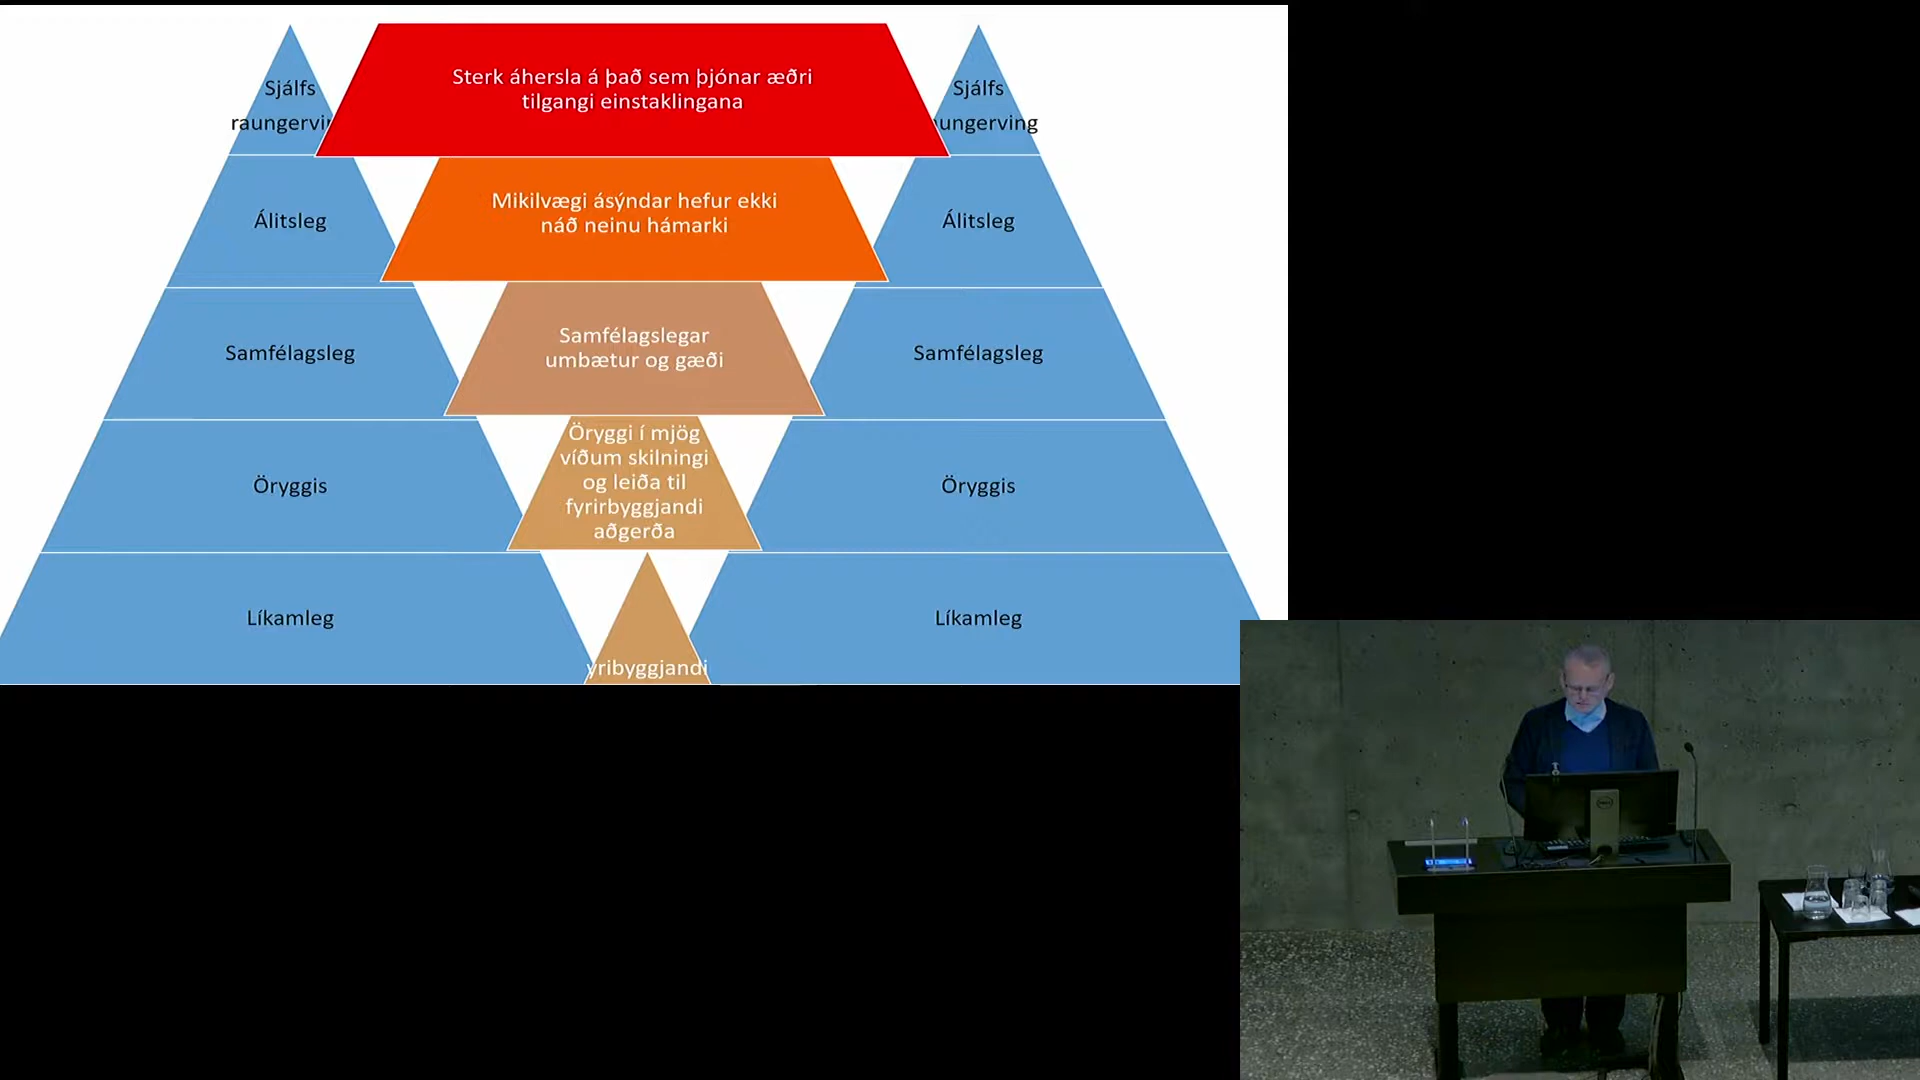 Sjálfs
raungervi
Álitsleg
Samfélagsleg
Öryggis
Líkamleg
Sterk áhersla á það sem þjónar æðri
tilgangi einstaklingana
Mikilvægi ásýndar hefur ekki
náð neinu hámarki
Samfélagslegar
umbætur og gæði
Öryggi í mjög
víðum skilningi
og leiða til
fyrirbyggjandi
aðgerða
yribyggjandi
Sjálfs
ungerving
Álitsleg
Samfélagsleg
Öryggis
Líkamleg